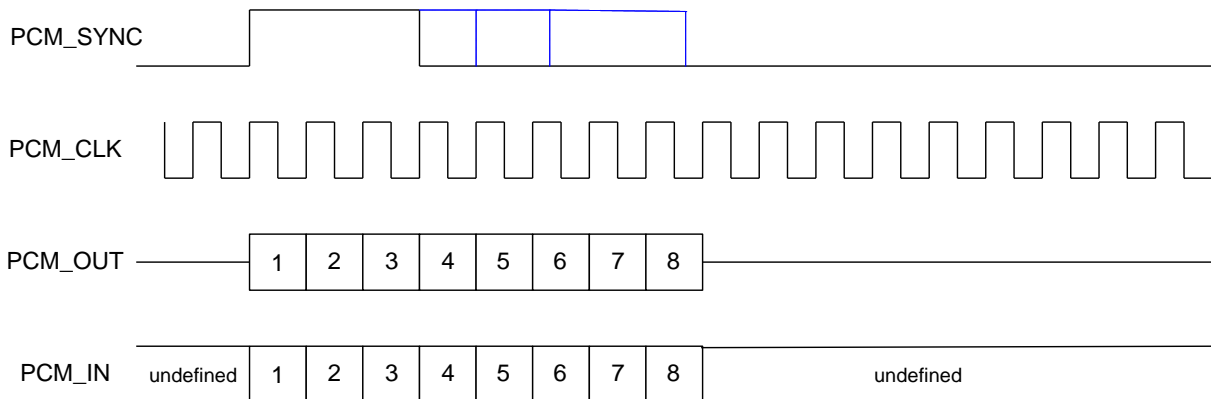 PCM_SYNC
PCM_CLK
PCM_OUT 1 2 3 4 5 6 7 8
PCM_IN undefined 1 2 3 4 5 6 7 8 undefined